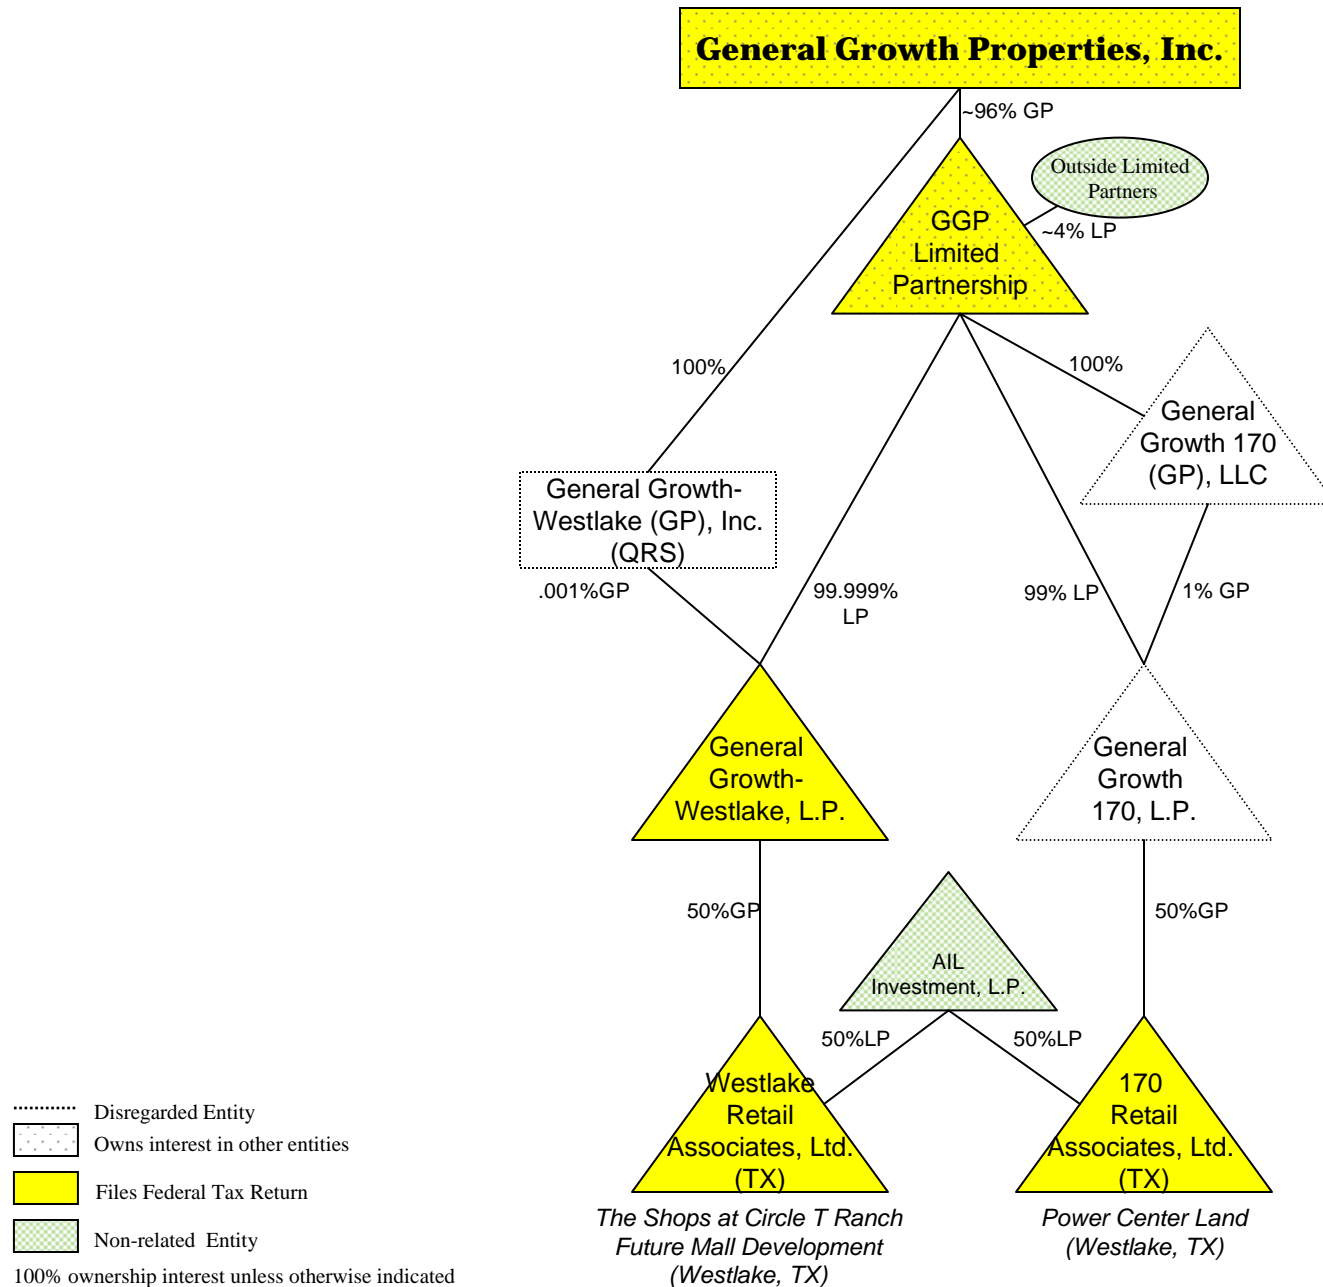 General Growth Properties, Inc.
~96% GP
Outside Limited
Partners
~4% LP
GGP
Limited
Partnership
100%
100%
General
Growth 170
(GP), LLC
General Growth-
Westlake (GP), Inc.
(QRS)
.001%GP
99.999%
LP
99% LP
1% GP
General
Growth-
Westlake, L.P.
General
Growth
170, L.P.
50%GP
50%GP
AIL
Investment, L.P.
50%LP
50%LP
Westlake
Retail
Associates, Ltd.
(TX)
170
Retail
Associates, Ltd.
(TX)
The Shops at Circle T Ranch
Future Mall Development
(Westlake, TX)
Power Center Land
(Westlake, TX)
Disregarded Entity
Owns interest in other entities
Files Federal Tax Return
Non-related Entity
100% ownership interest unless otherwise indicated